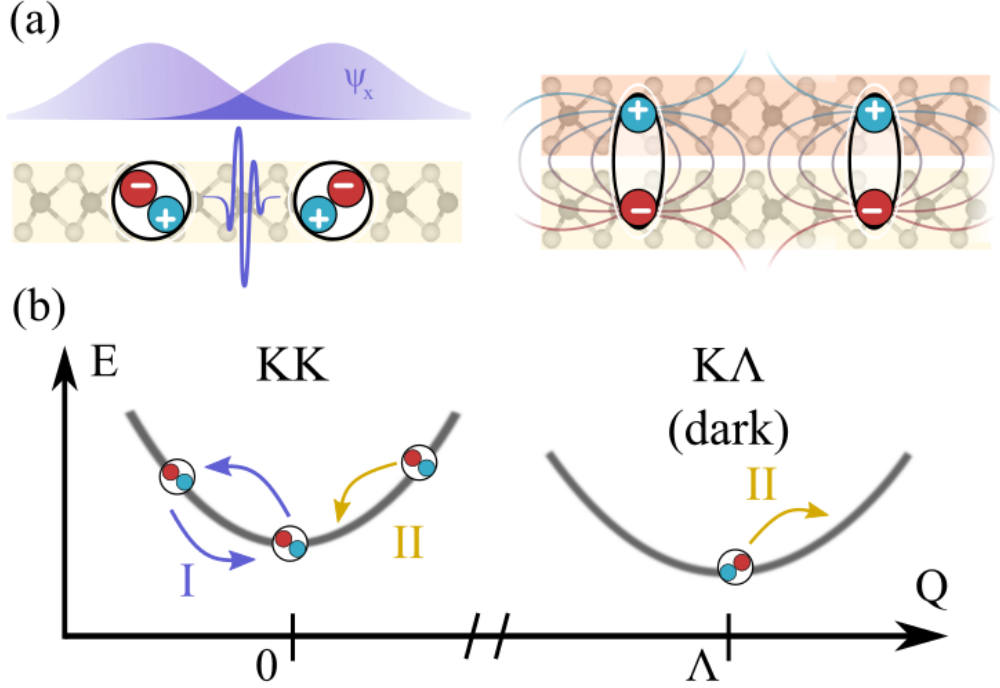 (a)
ψx
− + + − + +
− −
(b)
E KK KΛ
(dark)
II
II
I
Q
0 Λ